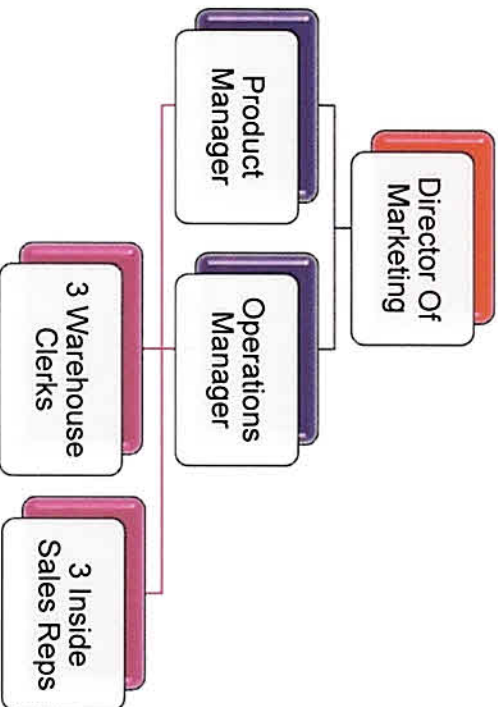 Director Of
Marketing
Product
Manager
Operations
Manager
3 Warehouse
Clerks
3 Inside
Sales Reps